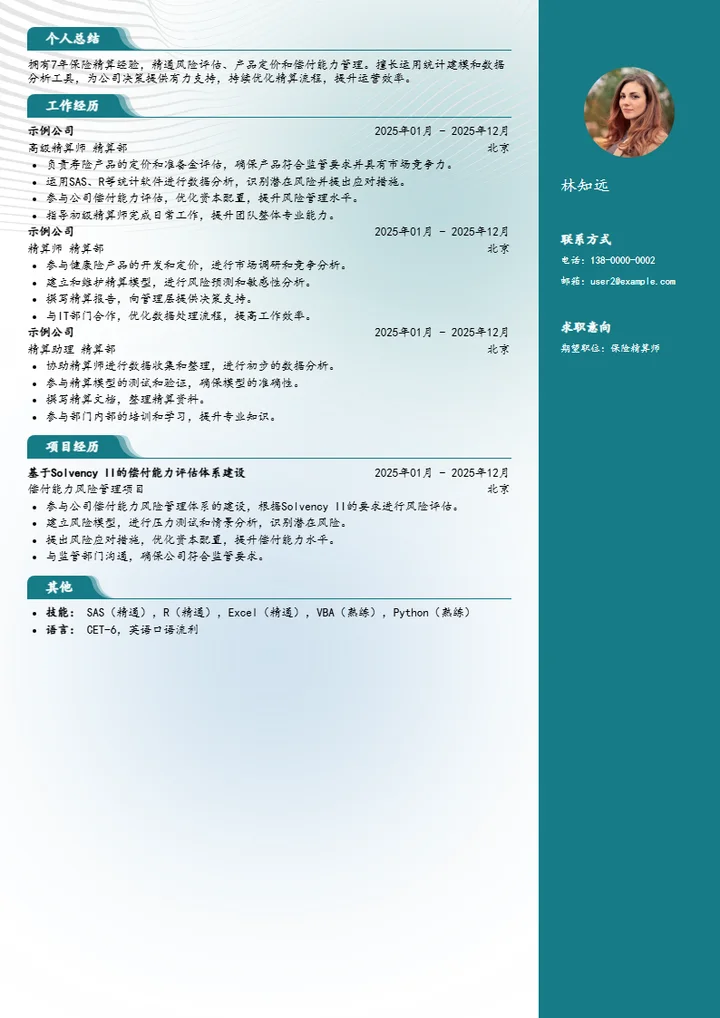 个人总结
拥有7年保险精算经验，精通风险评估、产品定价和偿付能力管理。擅长运用统计建模和数据
分析工具，为公司决策提供有力支持，持续优化精算流程，提升运营效率。
工作经历
示例公司 2025年01月 - 2025年12月
高级精算师 精算部 北京
• 负责寿险产品的定价和准备金评估，确保产品符合监管要求并具有市场竞争力。
• 运用SAS、R等统计软件进行数据分析，识别潜在风险并提出应对措施。
• 参与公司偿付能力评估，优化资本配置，提升风险管理水平。
• 指导初级精算师完成日常工作，提升团队整体专业能力。
示例公司 2025年01月 - 2025年12月
精算师 精算部 北京
• 参与健康险产品的开发和定价，进行市场调研和竞争分析。
• 建立和维护精算模型，进行风险预测和敏感性分析。
• 撰写精算报告，向管理层提供决策支持。
• 与IT部门合作，优化数据处理流程，提高工作效率。
示例公司 2025年01月 - 2025年12月
精算助理 精算部 北京
• 协助精算师进行数据收集和整理，进行初步的数据分析。
• 参与精算模型的测试和验证，确保模型的准确性。
• 撰写精算文档，整理精算资料。
• 参与部门内部的培训和学习，提升专业知识。
项目经历
基于Solvency II的偿付能力评估体系建设 2025年01月 - 2025年12月
偿付能力风险管理项目 北京
• 参与公司偿付能力风险管理体系的建设，根据Solvency II的要求进行风险评估。
• 建立风险模型，进行压力测试和情景分析，识别潜在风险。
• 提出风险应对措施，优化资本配置，提升偿付能力水平。
• 与监管部门沟通，确保公司符合监管要求。
其他
• 技能： SAS（精通），R（精通），Excel（精通），VBA（熟练），Python（熟练）
• 语言： CET-6，英语口语流利
林知远
联系方式
电话：138-0000-0002
邮箱：user2@example.com
求职意向
期望职位：保险精算师